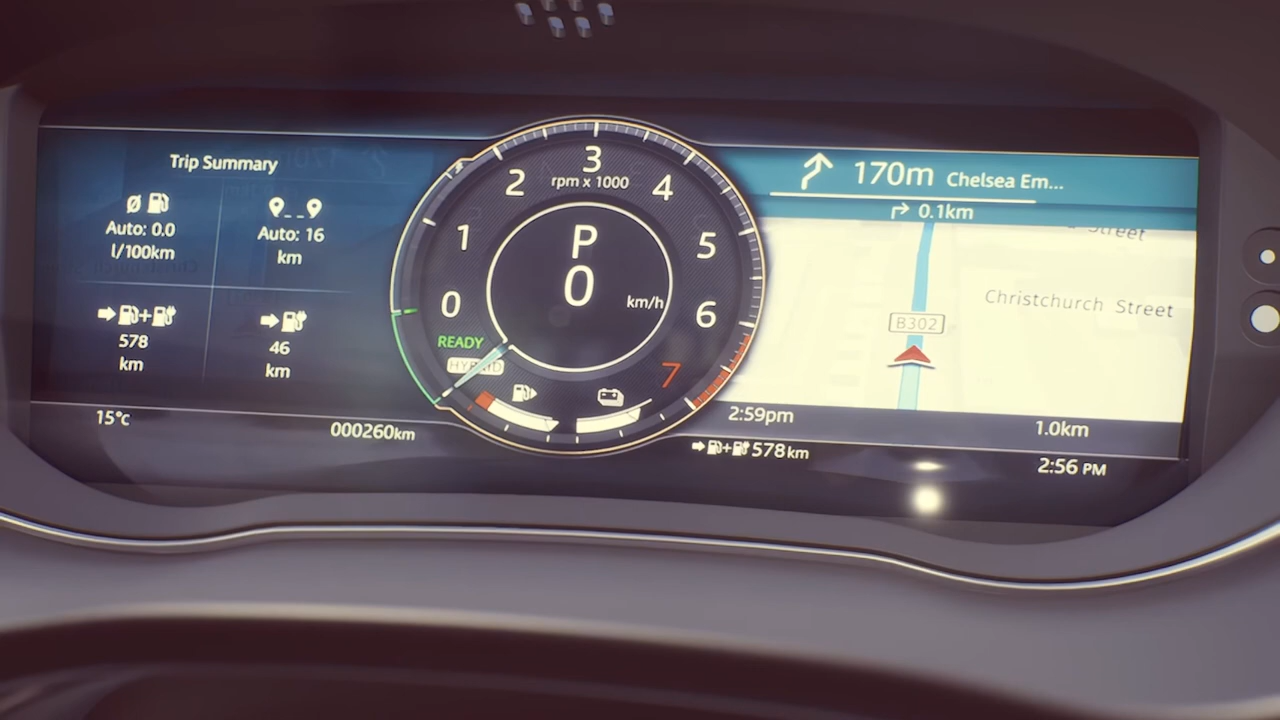 Trip Summary
Auto: 0.0
l/100km
Auto: 16
km
578
km
46
km
15°c
000260km
0
1
2
3
4
5
6
7
rpm x 1000
P
0
km/h
READY
HYBRID
170m Chelsea Em...
0.1km
Street
Christchurch Street
B302
2:59pm
1.0km
578km
2:56 PM